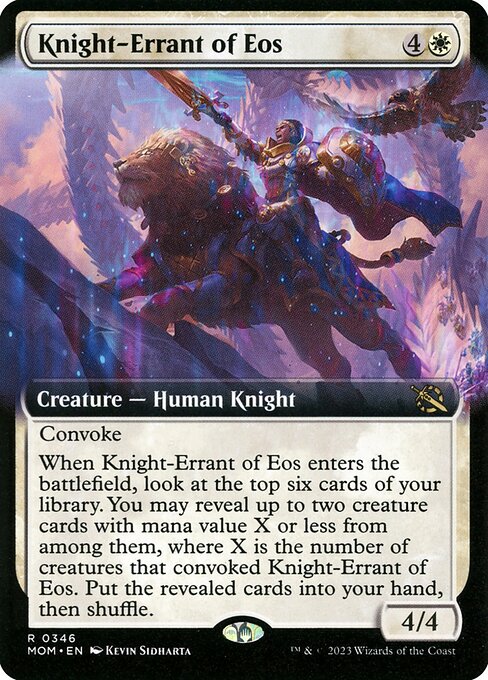 Knight-Errant of Eos 4
Creature — Human Knight
Convoke
When Knight-Errant of Eos enters the
battlefield, look at the top six cards of your
library. You may reveal up to two creature
cards with mana value X or less from
among them, where X is the number of
creatures that convoked Knight-Errant of
Eos. Put the revealed cards into your hand,
then shuffle.
4/4
R 0346
MOM • EN Kevin Sidharta
™ & © 2023 Wizards of the Coast